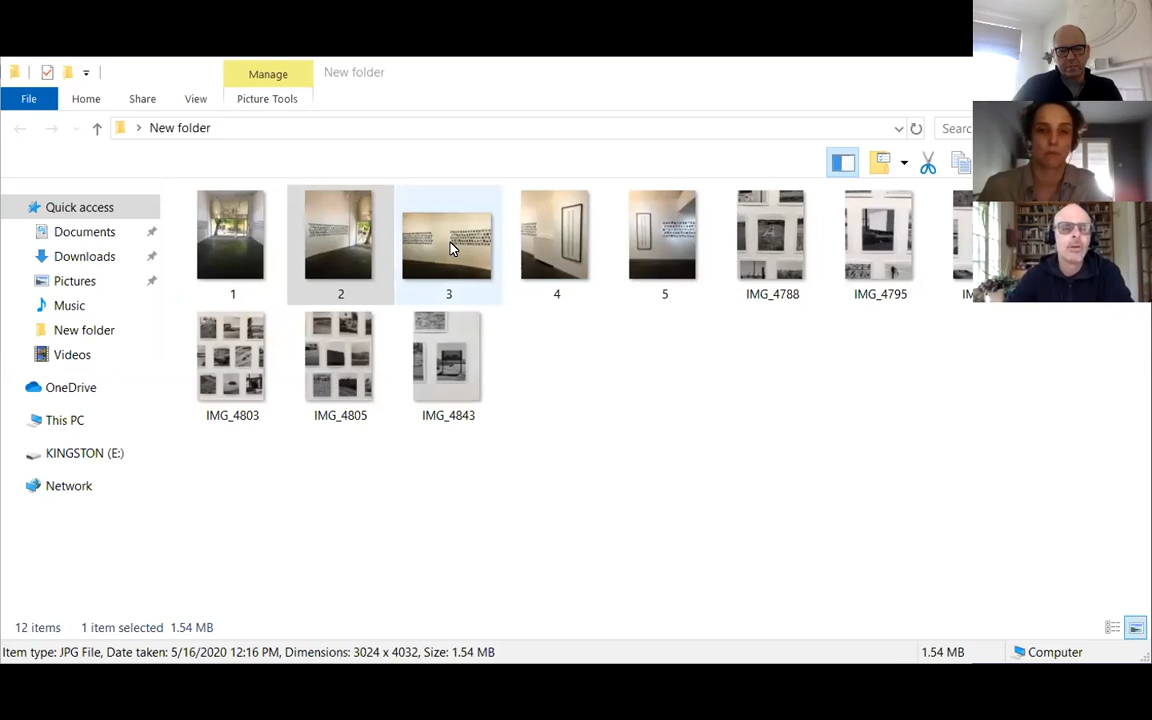 Manage
New folder
File
Home
Share
View
Picture Tools
New folder
Searc
Quick access
Documents
Downloads
Pictures
Music
New folder
Videos
OneDrive
This PC
KINGSTON (E:)
Network
1
2
3
4
5
IMG_4788
IMG_4795
IM
IMG_4803
IMG_4805
IMG_4843
12 items 1 item selected 1.54 MB
Item type: JPG File, Date taken: 5/16/2020 12:16 PM, Dimensions: 3024 x 4032, Size: 1.54 MB
1.54 MB
Computer